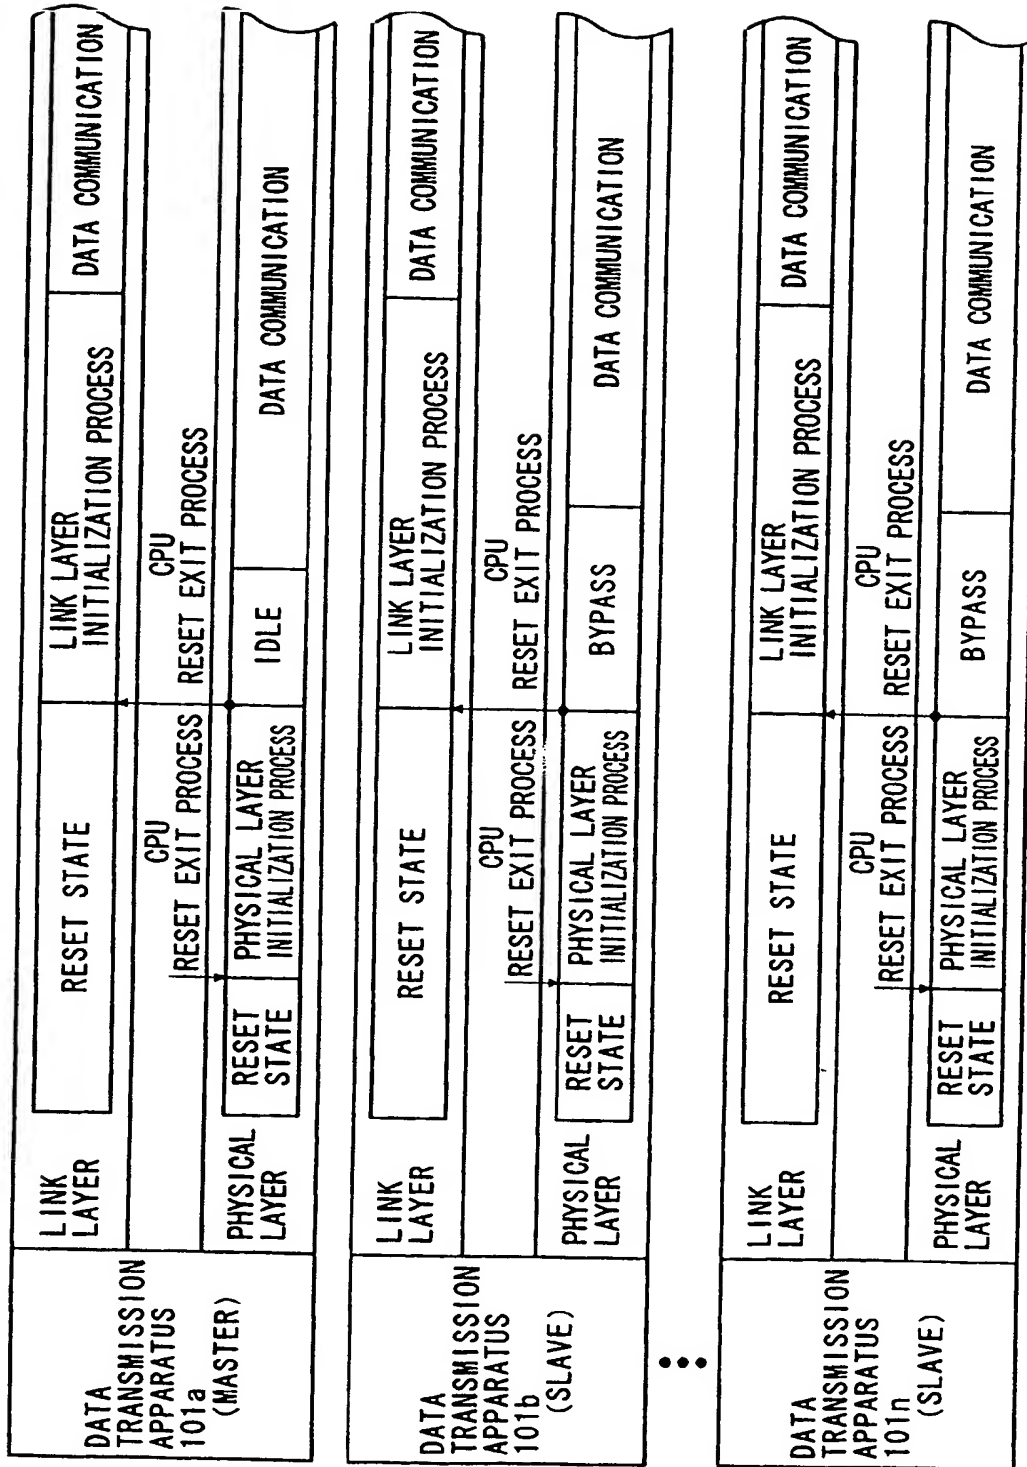 DATA
TRANSMISSION
APPARATUS
101a
(MASTER)
LINK
LAYER
RESET STATE
LINK LAYER
INITIALIZATION PROCESS
DATA COMMUNICATION
CPU
RESET EXIT PROCESS
CPU
RESET EXIT PROCESS
PHYSICAL
LAYER
RESET
STATE
PHYSICAL LAYER
INITIALIZATION PROCESS
IDLE
DATA COMMUNICATION
DATA
TRANSMISSION
APPARATUS
101b
(SLAVE)
LINK
LAYER
RESET STATE
LINK LAYER
INITIALIZATION PROCESS
DATA COMMUNICATION
CPU
RESET EXIT PROCESS
CPU
RESET EXIT PROCESS
PHYSICAL
LAYER
RESET
STATE
PHYSICAL LAYER
INITIALIZATION PROCESS
BYPASS
DATA COMMUNICATION
DATA
TRANSMISSION
APPARATUS
101n
(SLAVE)
LINK
LAYER
RESET STATE
LINK LAYER
INITIALIZATION PROCESS
DATA COMMUNICATION
CPU
RESET EXIT PROCESS
CPU
RESET EXIT PROCESS
PHYSICAL
LAYER
RESET
STATE
PHYSICAL LAYER
INITIALIZATION PROCESS
BYPASS
DATA COMMUNICATION